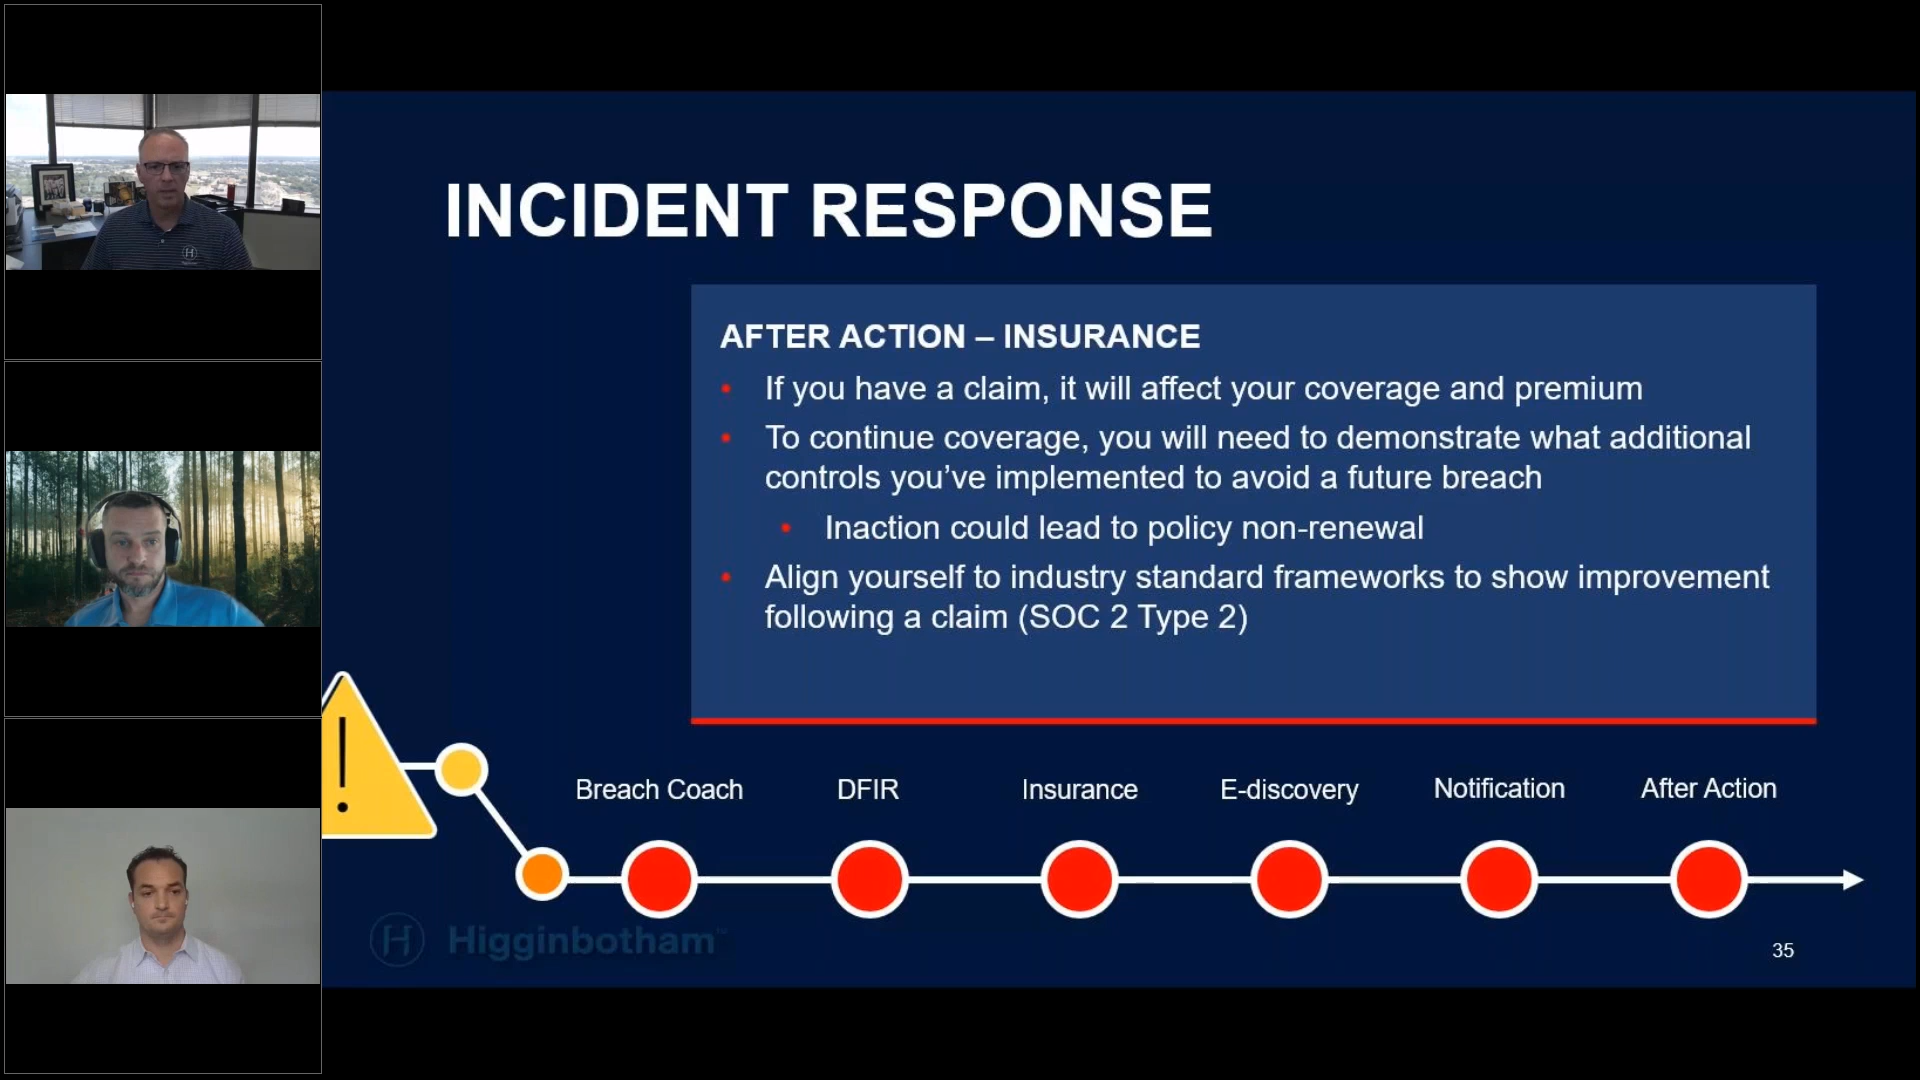 INCIDENT RESPONSE
AFTER ACTION – INSURANCE
• If you have a claim, it will affect your coverage and premium
• To continue coverage, you will need to demonstrate what additional
controls you’ve implemented to avoid a future breach
• Inaction could lead to policy non-renewal
• Align yourself to industry standard frameworks to show improvement
following a claim (SOC 2 Type 2)
!
Breach Coach DFIR Insurance E-discovery Notification After Action
H Higginbotham™
35